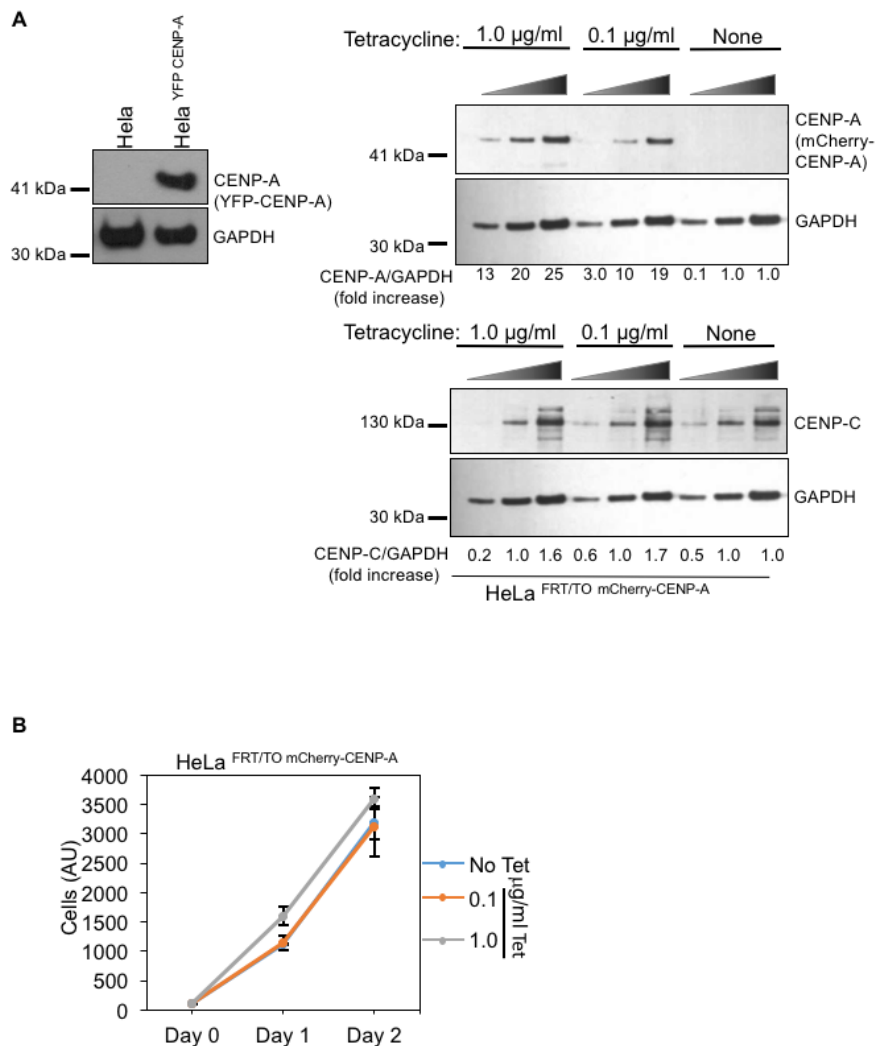 A
Hela
Hela YFP CENP-A
41 kDa
CENP-A
(YFP-CENP-A)
GAPDH
30 kDa
Tetracycline: 1.0 µg/ml 0.1 µg/ml None
41 kDa
CENP-A
(mCherry-
CENP-A)
GAPDH
30 kDa
CENP-A/GAPDH 13 20 25 3.0 10 19 0.1 1.0 1.0
(fold increase)
Tetracycline: 1.0 µg/ml 0.1 µg/ml None
130 kDa
CENP-C
GAPDH
30 kDa
CENP-C/GAPDH 0.2 1.0 1.6 0.6 1.0 1.7 0.5 1.0 1.0
(fold increase)
HeLa FRT/TO mCherry-CENP-A
B
HeLa FRT/TO mCherry-CENP-A
Cells (AU)
4000
3500
3000
2500
2000
1500
1000
500
0
Day 0 Day 1 Day 2
No Tet
0.1
1.0
µg/ml Tet